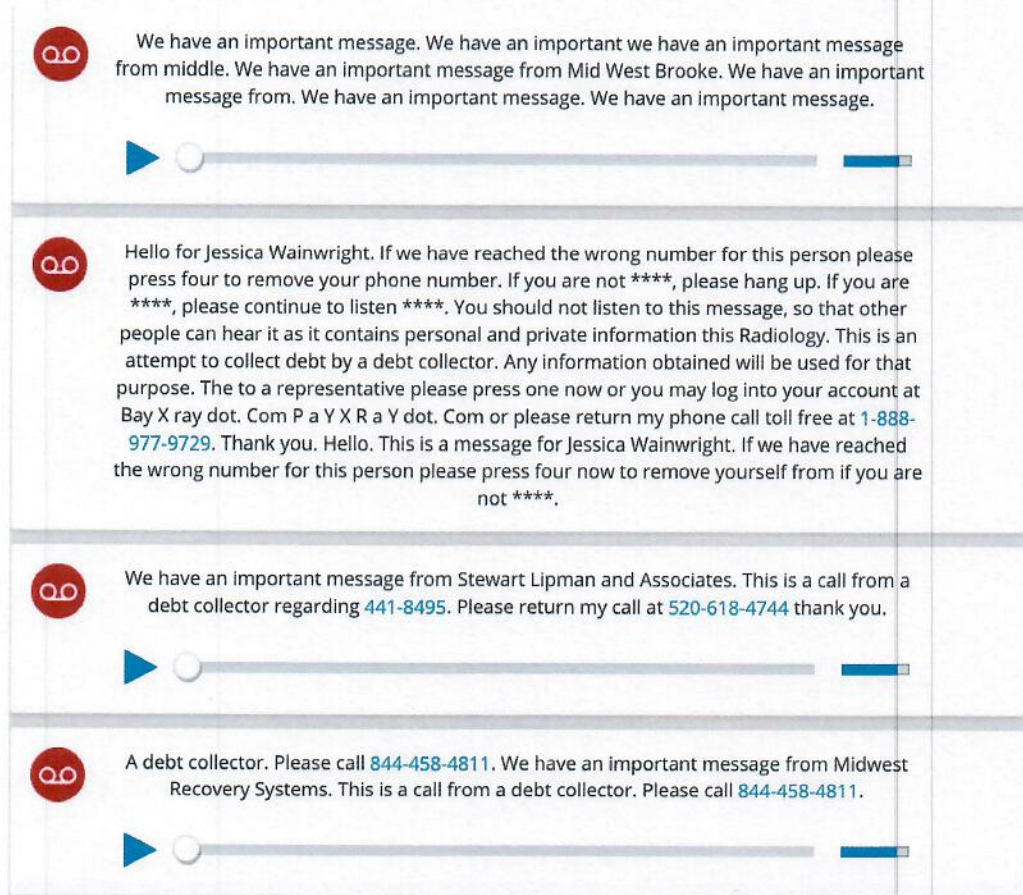 We have an important message. We have an important we have an important message
from middle. We have an important message from Mid West Brooke. We have an important
message from. We have an important message. We have an important message.
Hello for Jessica Wainwright. If we have reached the wrong number for this person please
press four to remove your phone number. If you are not ****, please hang up. If you are
****, please continue to listen ****. You should not listen to this message, so that other
people can hear it as it contains personal and private information this Radiology. This is an
attempt to collect debt by a debt collector. Any information obtained will be used for that
purpose. The to a representative please press one now or you may log into your account at
Bay X ray dot. Com P a Y X R a Y dot. Com or please return my phone call toll free at 1-888-
977-9729. Thank you. Hello. This is a message for Jessica Wainwright. If we have reached
the wrong number for this person please press four now to remove yourself from if you are
not ****.
We have an important message from Stewart Lipman and Associates. This is a call from a
debt collector regarding 441-8495. Please return my call at 520-618-4744 thank you.
A debt collector. Please call 844-458-4811. We have an important message from Midwest
Recovery Systems. This is a call from a debt collector. Please call 844-458-4811.